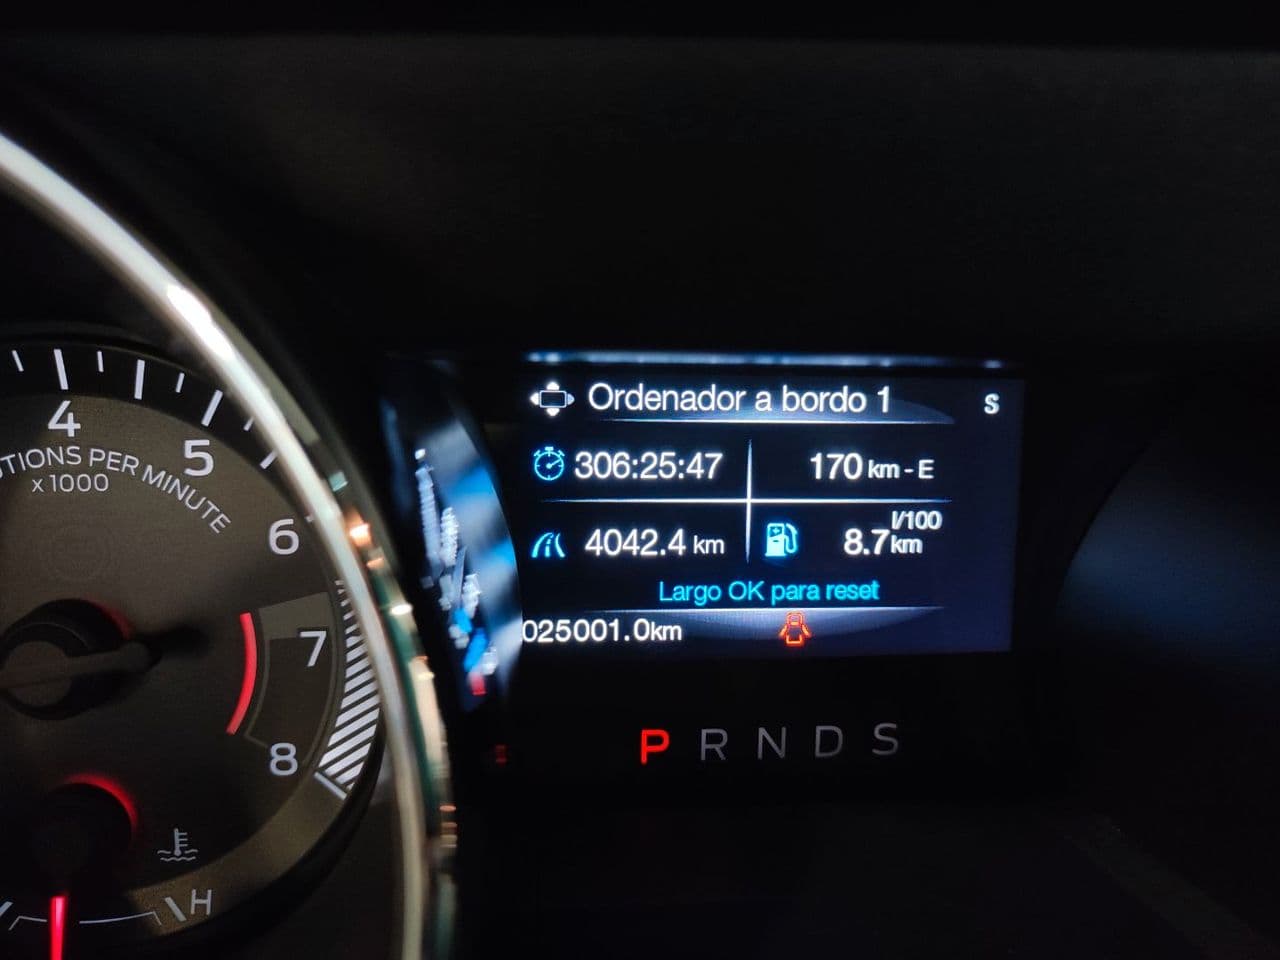 4
5
6
7
8
TIONS PER MINUTE
x 1000
H
Ordenador a bordo 1
S
306:25:47
170 km - E
4042.4 km
8.7 l/100 km
Largo OK para reset
025001.0km
P R N D S